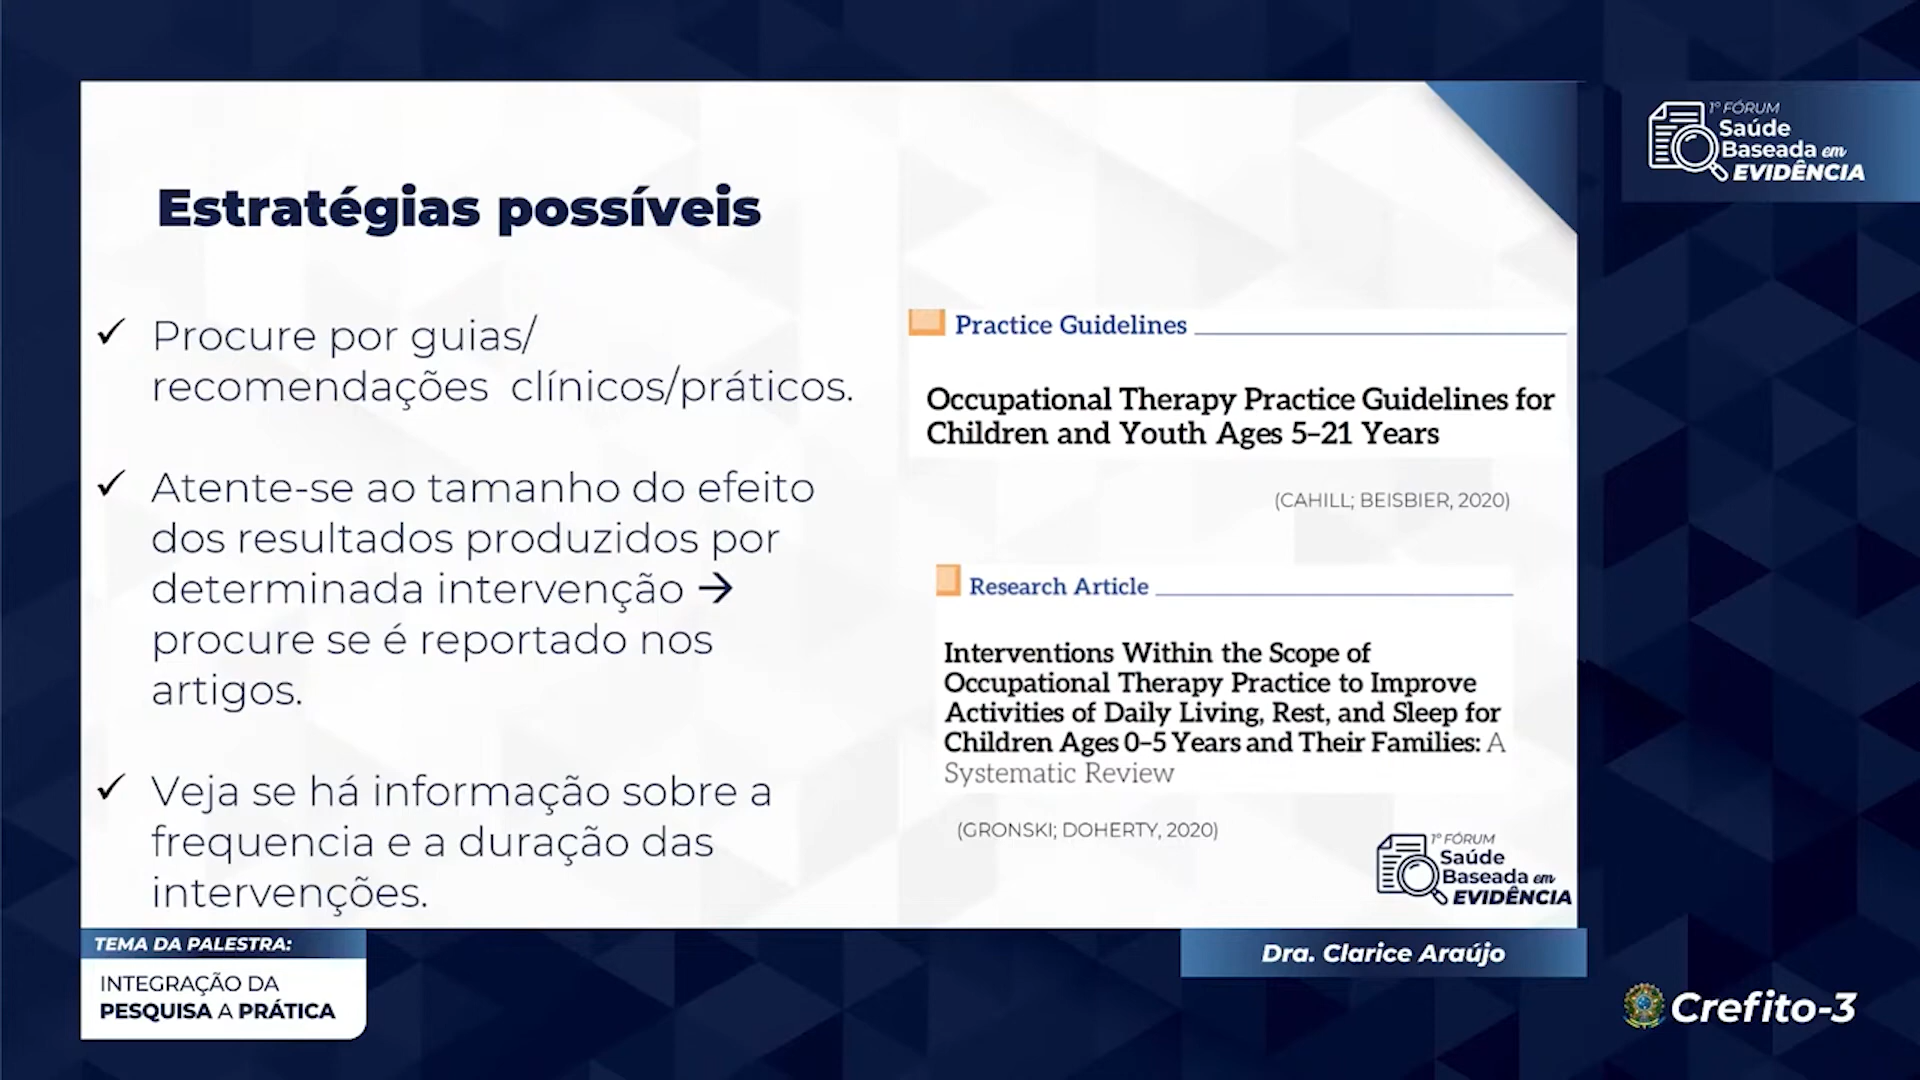 Estratégias possíveis
✓ Procure por guias/
recomendações clínicos/práticos.
✓ Atente-se ao tamanho do efeito
dos resultados produzidos por
determinada intervenção →
procure se é reportado nos
artigos.
✓ Veja se há informação sobre a
frequencia e a duração das
intervenções.
Practice Guidelines
Occupational Therapy Practice Guidelines for
Children and Youth Ages 5–21 Years
(CAHILL; BEISBIER, 2020)
Research Article
Interventions Within the Scope of
Occupational Therapy Practice to Improve
Activities of Daily Living, Rest, and Sleep for
Children Ages 0–5 Years and Their Families: A
Systematic Review
(GRONSKI; DOHERTY, 2020)
1º FÓRUM
Saúde
Baseada em
EVIDÊNCIA
1º FÓRUM
Saúde
Baseada em
EVIDÊNCIA
TEMA DA PALESTRA:
INTEGRAÇÃO DA
PESQUISA A PRÁTICA
Dra. Clarice Araújo
Crefito-3